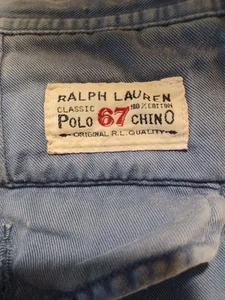 RALPH LAUREN
CLASSIC 100% COTTON
POLO 67 CHINO
ORIGINAL R.L. QUALITY